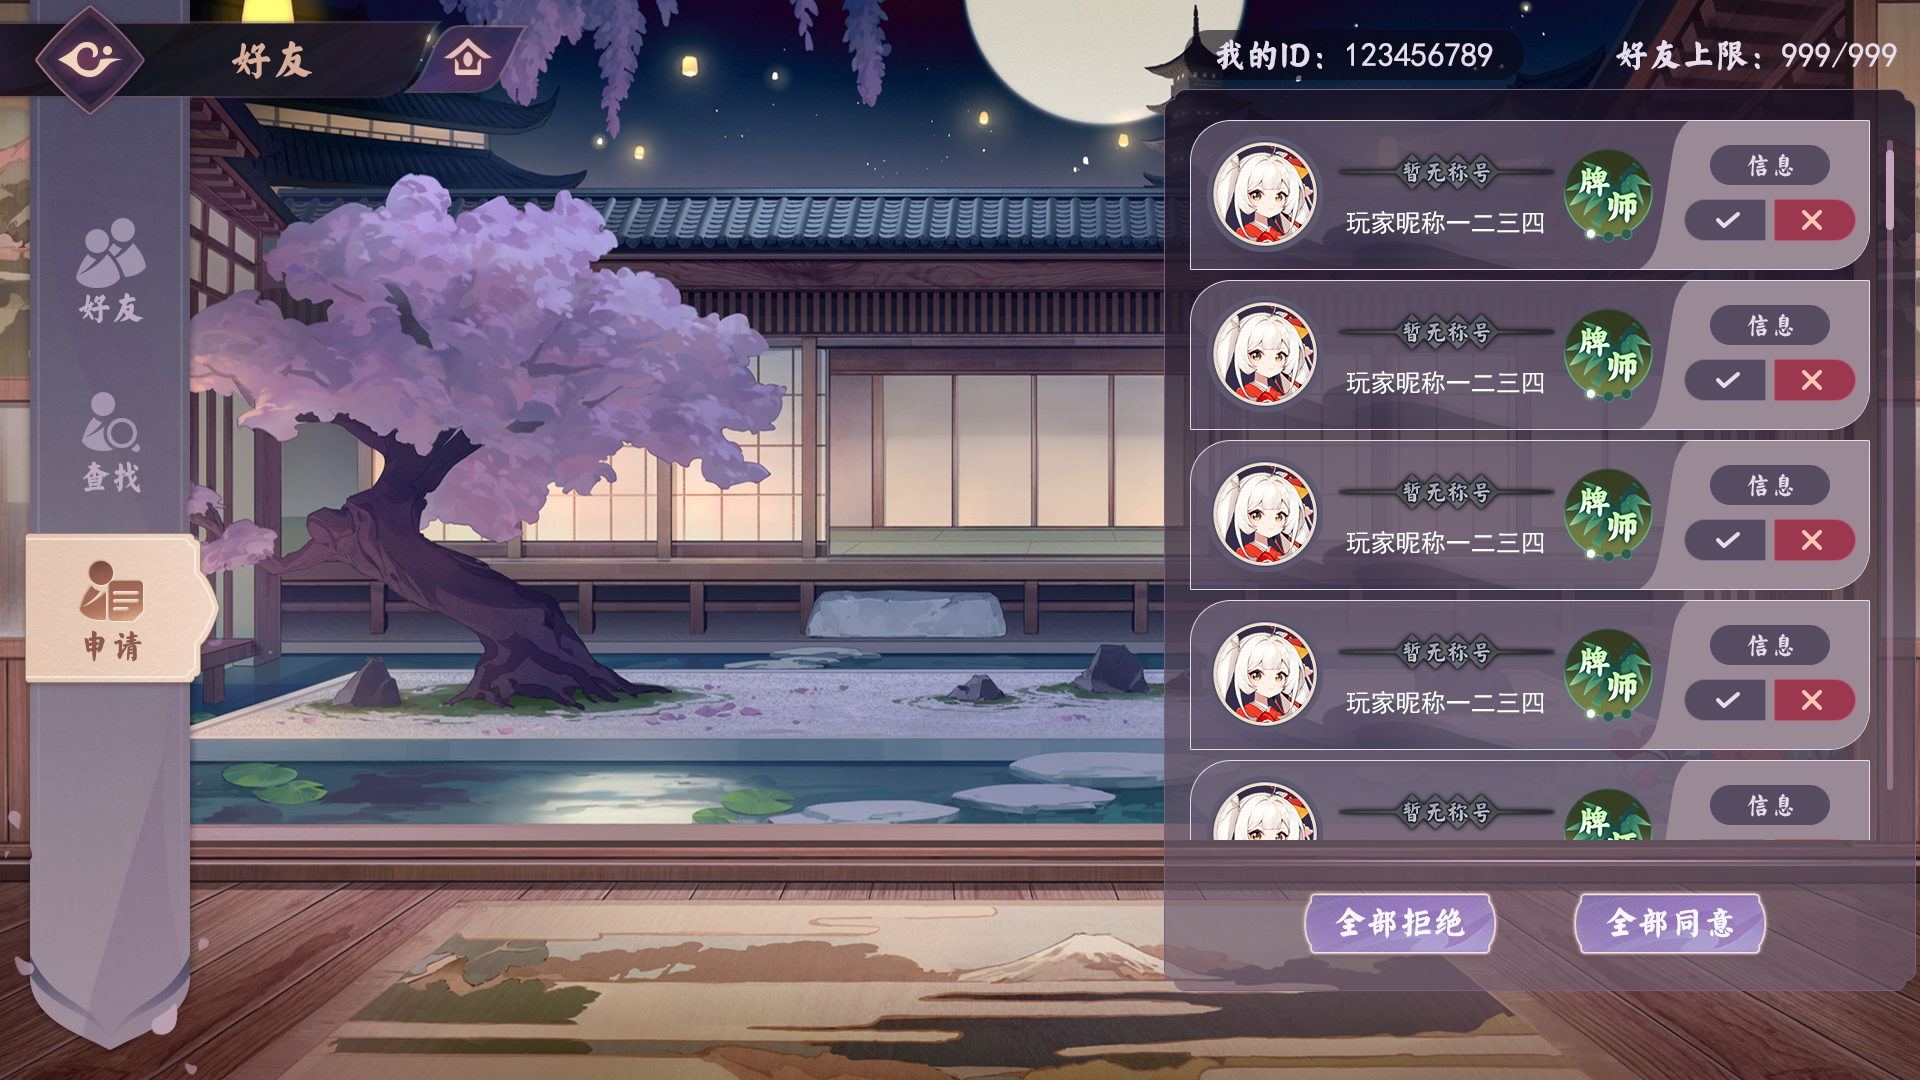 好友
我的ID：123456789
好友上限：999/999
好友
查找
申请
暂无称号
玩家昵称一二三四
牌师
信息
暂无称号
玩家昵称一二三四
牌师
信息
暂无称号
玩家昵称一二三四
牌师
信息
暂无称号
玩家昵称一二三四
牌师
信息
暂无称号
牌师
信息
全部拒绝
全部同意